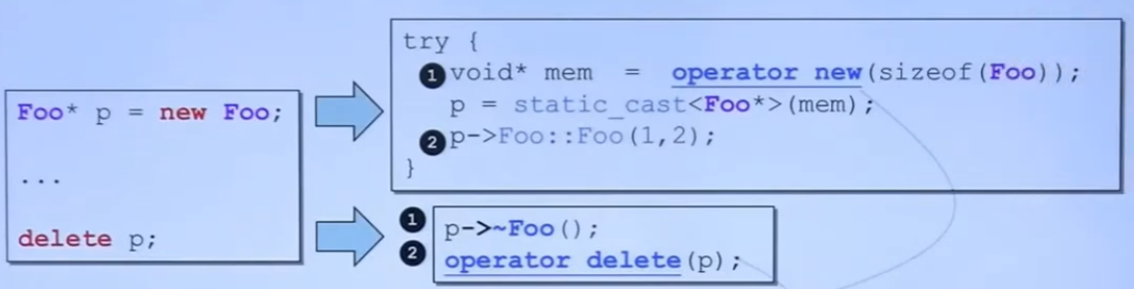 Foo* p = new Foo;
...
delete p;
try {
1 void* mem = operator new(sizeof(Foo));
p = static_cast<Foo*>(mem);
2 p->Foo::Foo(1,2);
}
1 p->~Foo();
2 operator delete(p);